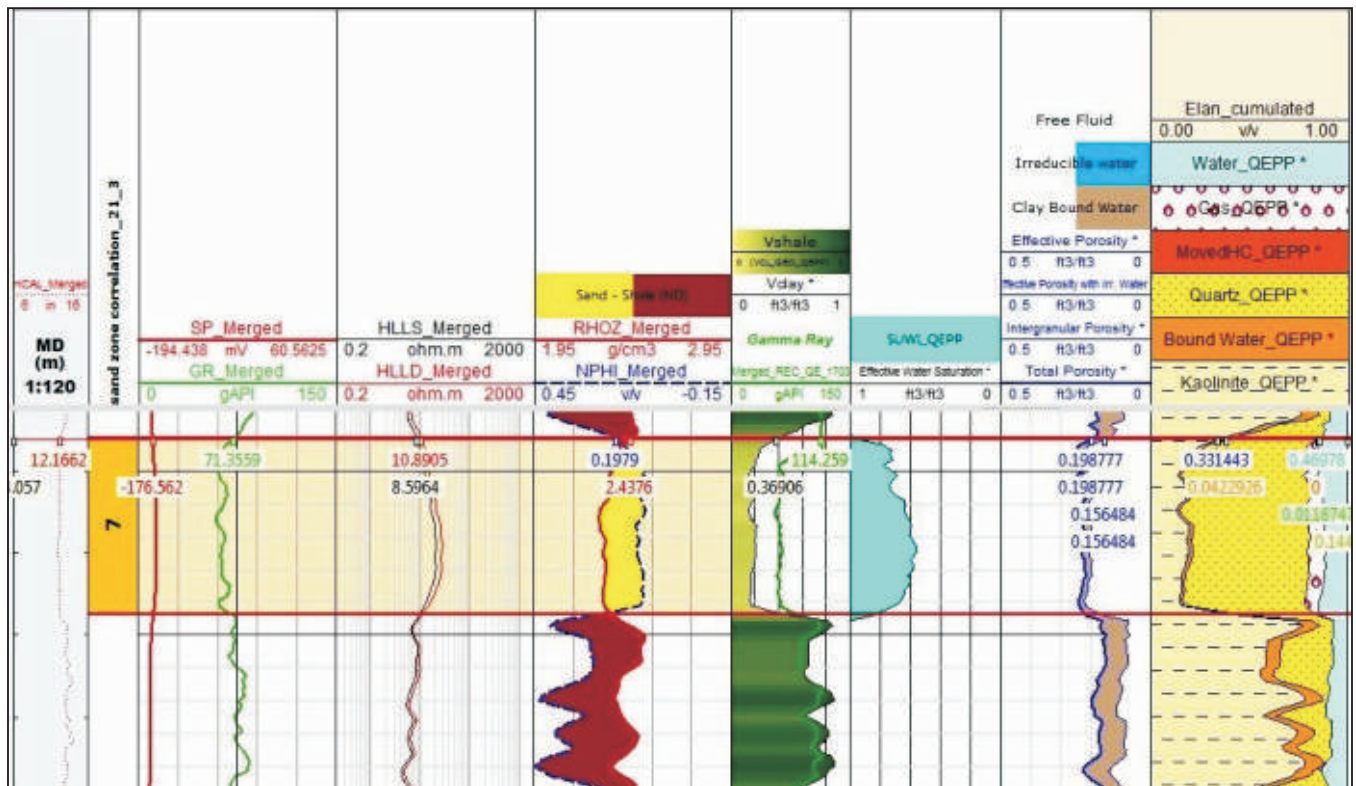 HCAL_Merged
6 in 16
MD
(m)
1:120
sand zone correlation_21_3
SP_Merged
-194.438 mV 60.5625
GR_Merged
0 gAPI 150
HLLS_Merged
0.2 ohm.m 2000
HLLD_Merged
0.2 ohm.m 2000
Sand - Shale (ND)
RHOZ_Merged
1.95 g/cm3 2.95
NPHI_Merged
0.45 v/v -0.15
Vshale
Vclay *
0 ft3/ft3 1
Gamma Ray
0 gAPI 150
SUWI_QEPP
Effective Water Saturation *
1 ft3/ft3 0
Free Fluid
Irreducible water
Clay Bound Water
Effective Porosity *
0.5 ft3/ft3 0
ffective Porosity with Irr. Water
0.5 ft3/ft3 0
Intergranular Porosity *
0.5 ft3/ft3 0
Total Porosity *
0.5 ft3/ft3 0
Elan_cumulated
0.00 v/v 1.00
Water_QEPP *
Gas_QEPP *
MovedHC_QEPP *
Quartz_QEPP *
Bound Water_QEPP *
Kaolinite_QEPP *
12.1662
.057
7
-176.562
71.3559
10.8905
8.5964
0.1979
2.4376
114.259
0.36906
0.198777
0.198777
0.156484
0.156484
0.331443
0.0422926
0.46978
0
0.144